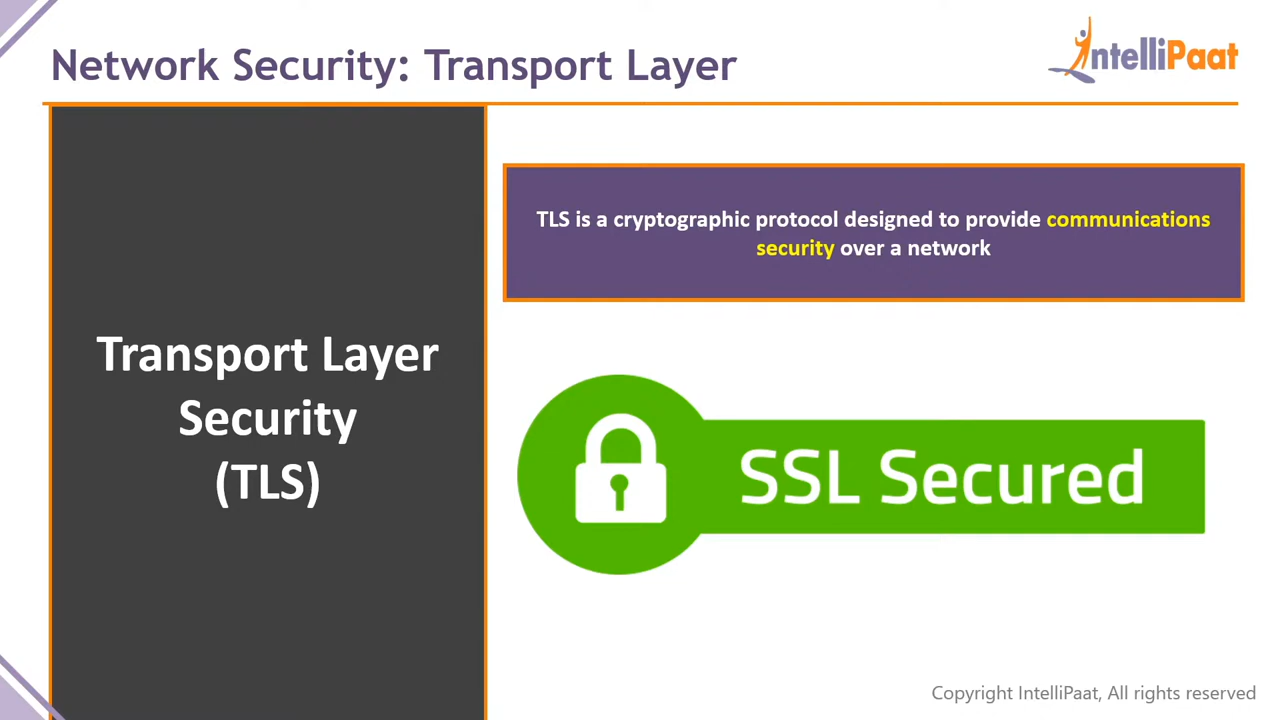 Network Security: Transport Layer
IntelliPaat
TLS is a cryptographic protocol designed to provide communications
security over a network
Transport Layer
Security
(TLS)
SSL Secured
Copyright IntelliPaat, All rights reserved